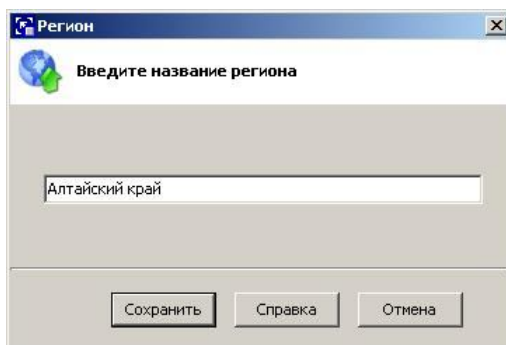 Регион
Введите название региона
Алтайский край
Сохранить
Справка
Отмена